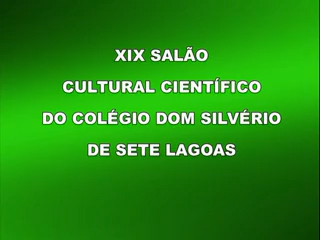 XIX SALÃO
CULTURAL CIENTÍFICO
DO COLÉGIO DOM SILVÉRIO
DE SETE LAGOAS